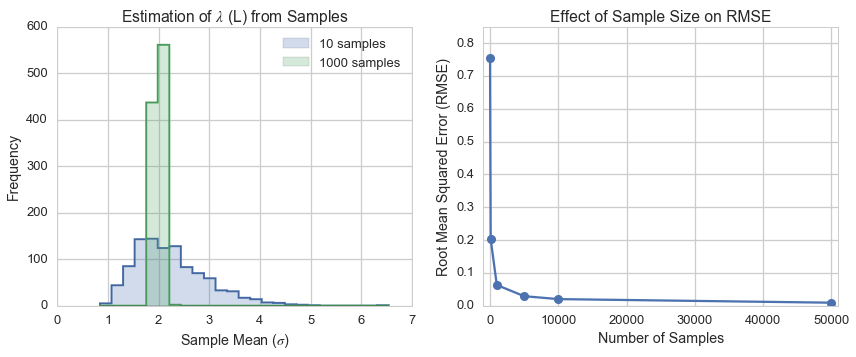 Estimation of λ (L) from Samples
600
500
400
300
200
100
0
0 1 2 3 4 5 6 7
Frequency
Sample Mean (σ)
10 samples
1000 samples
Effect of Sample Size on RMSE
0.8
0.7
0.6
0.5
0.4
0.3
0.2
0.1
0.0
0 10000 20000 30000 40000 50000
Root Mean Squared Error (RMSE)
Number of Samples